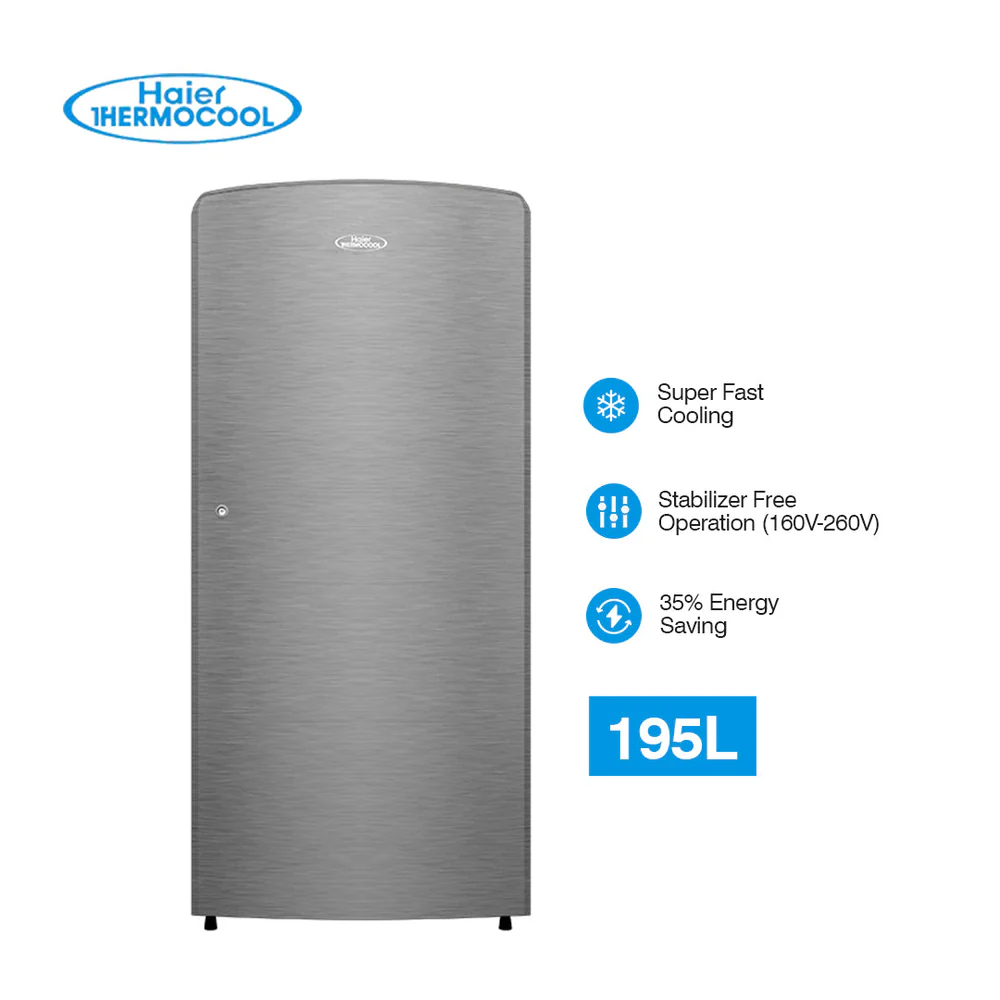 Haier
THERMOCOOL
Haier
THERMOCOOL
Super Fast
Cooling
Stabilizer Free
Operation (160V-260V)
35% Energy
Saving
195L